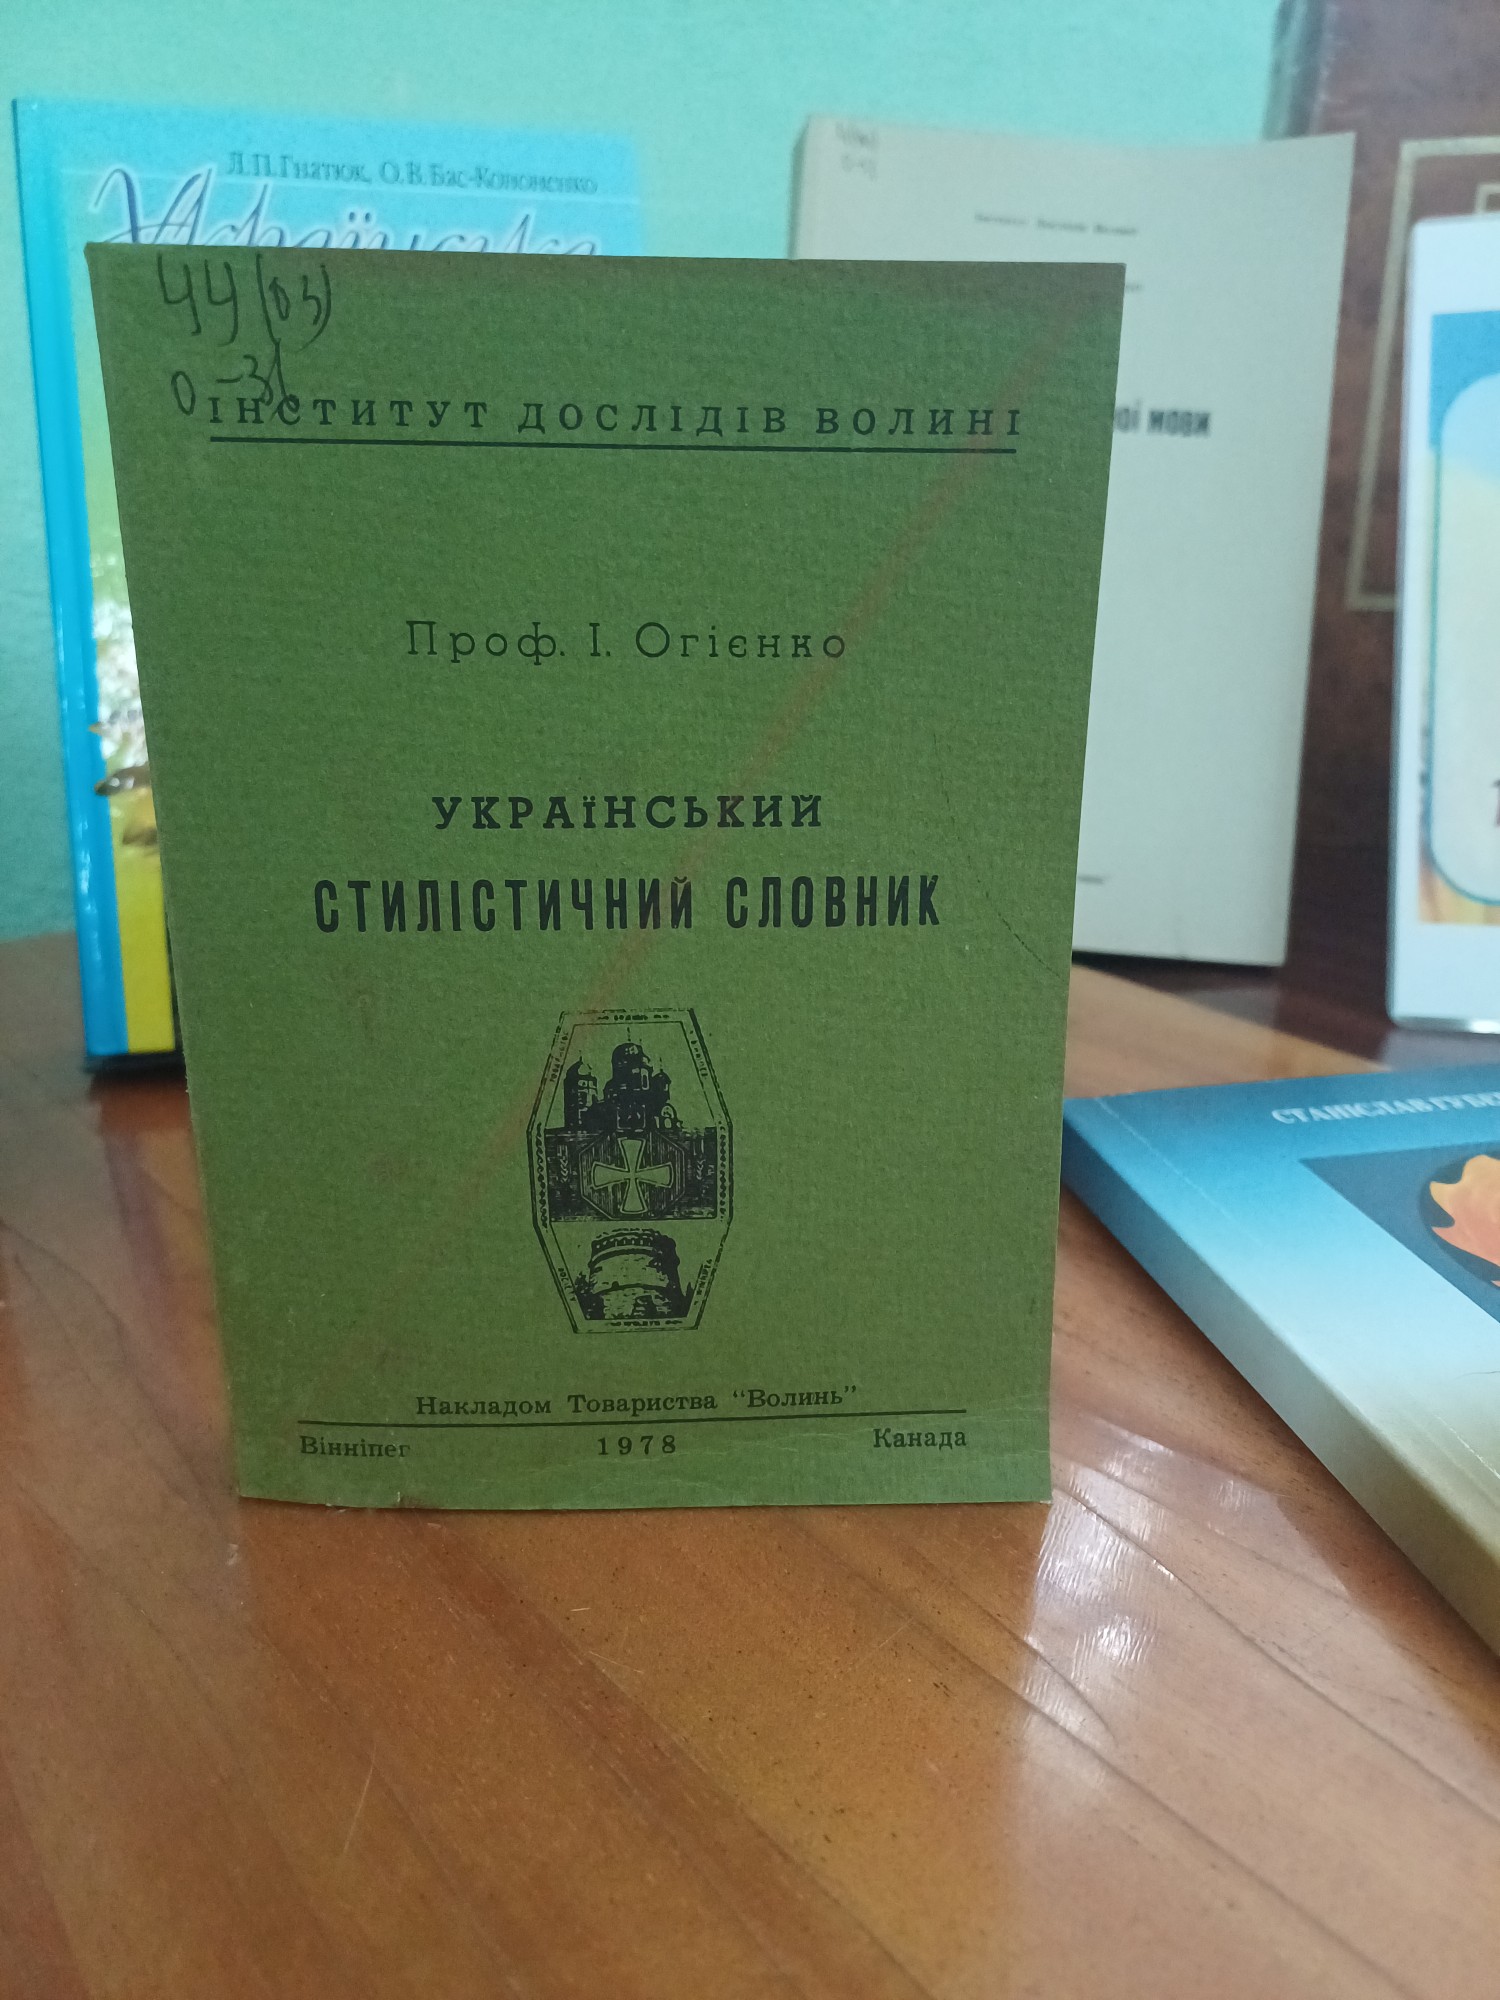 Л.П.Гнатюк, О.В.Бас-Кононенко
44(03)
О-31
ІНСТИТУТ ДОСЛІДІВ ВОЛИНІ
Проф. І. Огієнко
УКРАЇНСЬКИЙ
СТИЛІСТИЧНИЙ СЛОВНИК
Накладом Товариства “Волинь”
Вінніпег 1978 Канада
мови
СТАНІСЛАВ